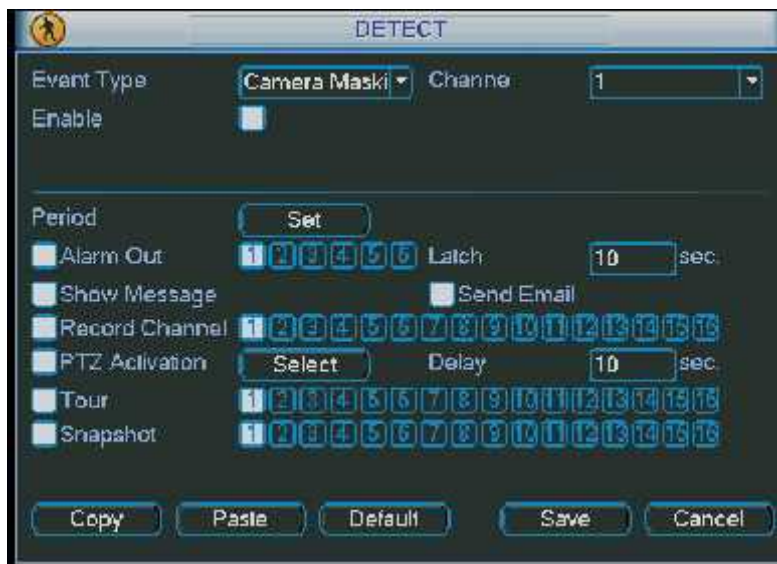 DETECT
Event Type Camera Maski Channe 1
Enable
Period Set
Alarm Out 1 2 3 4 5 6 Latch 10 sec.
Show Message Send Email
Record Channel 1 2 3 4 5 6 7 8 9 10 11 12 13 14 15 16
PTZ Activation Select Delay 10 sec.
Tour 1 2 3 4 5 6 7 8 9 10 11 12 13 14 15 16
Snapshot 1 2 3 4 5 6 7 8 9 10 11 12 13 14 15 16
Copy Paste Default Save Cancel